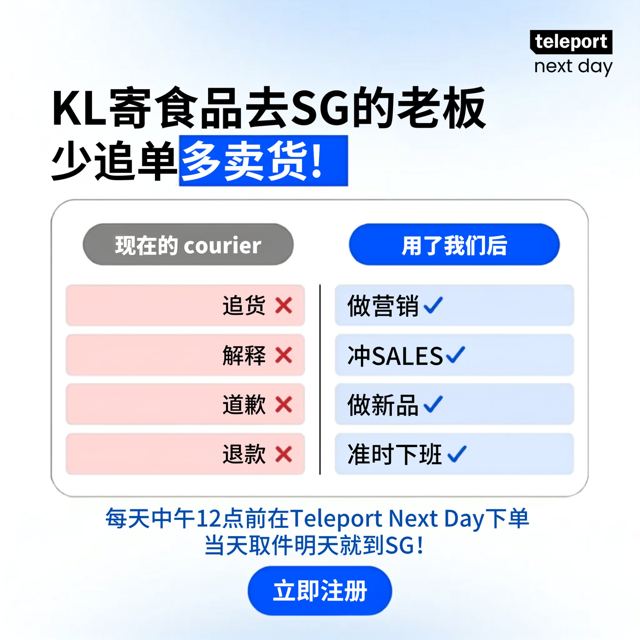 teleport
next day
KL寄食品去SG的老板
少追单多卖货!
现在的 courier
用了我们后
追货
做营销
解释
冲SALES
道歉
做新品
退款
准时下班
每天中午12点前在Teleport Next Day下单
当天取件明天就到SG!
立即注册